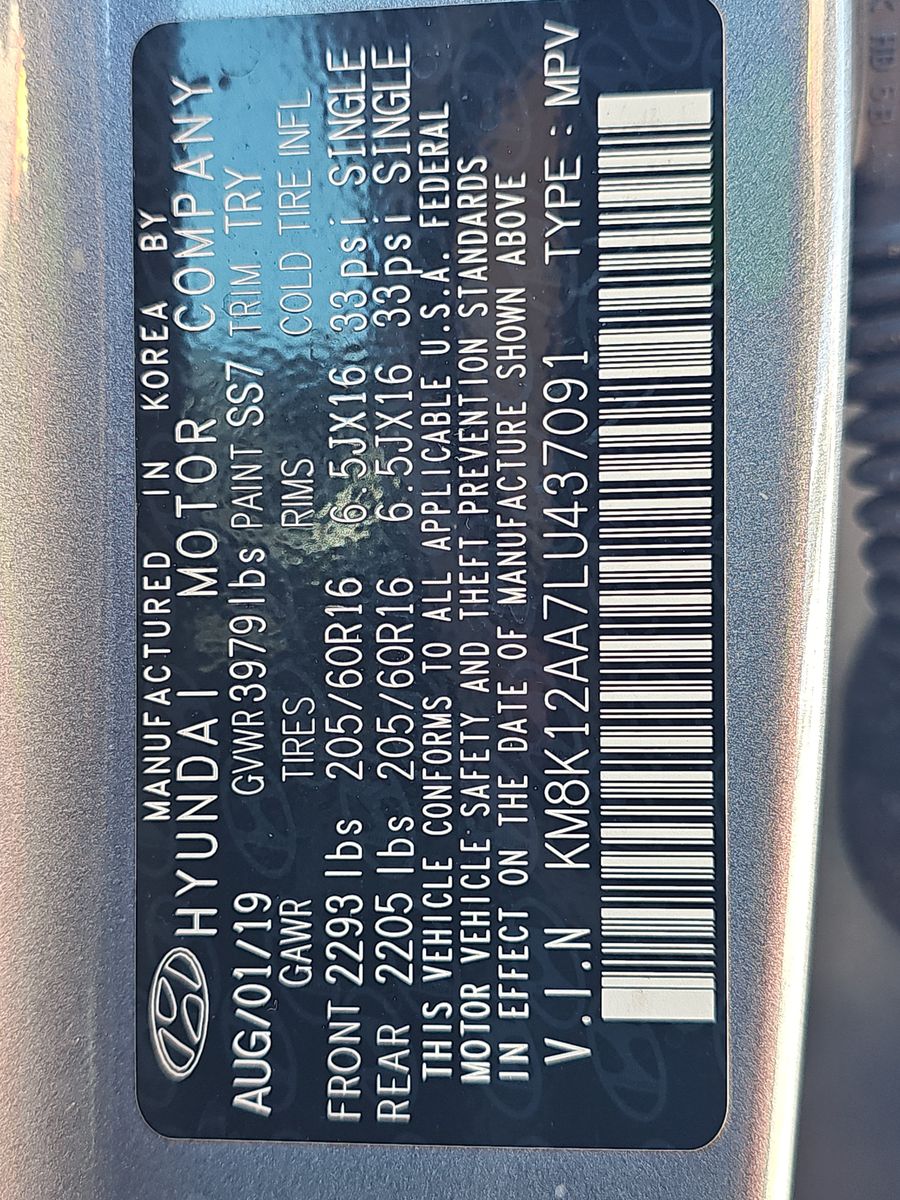 MANUFACTURED IN KOREA BY
HYUNDAI MOTOR COMPANY
AUG/01/19 GVWR3979lbs PAINT SS7 TRIM TRY
GAWR TIRES RIMS COLD TIRE INFL
FRONT 2293 lbs 205/60R16 6.5JX16 33psi SINGLE
REAR 2205 lbs 205/60R16 6.5JX16 33psi SINGLE
THIS VEHICLE CONFORMS TO ALL APPLICABLE U.S.A. FEDERAL
MOTOR VEHICLE SAFETY AND THEFT PREVENTION STANDARDS
IN EFFECT ON THE DATE OF MANUFACTURE SHOWN ABOVE
V.I.N KM8K12AA7LU437091 TYPE : MPV